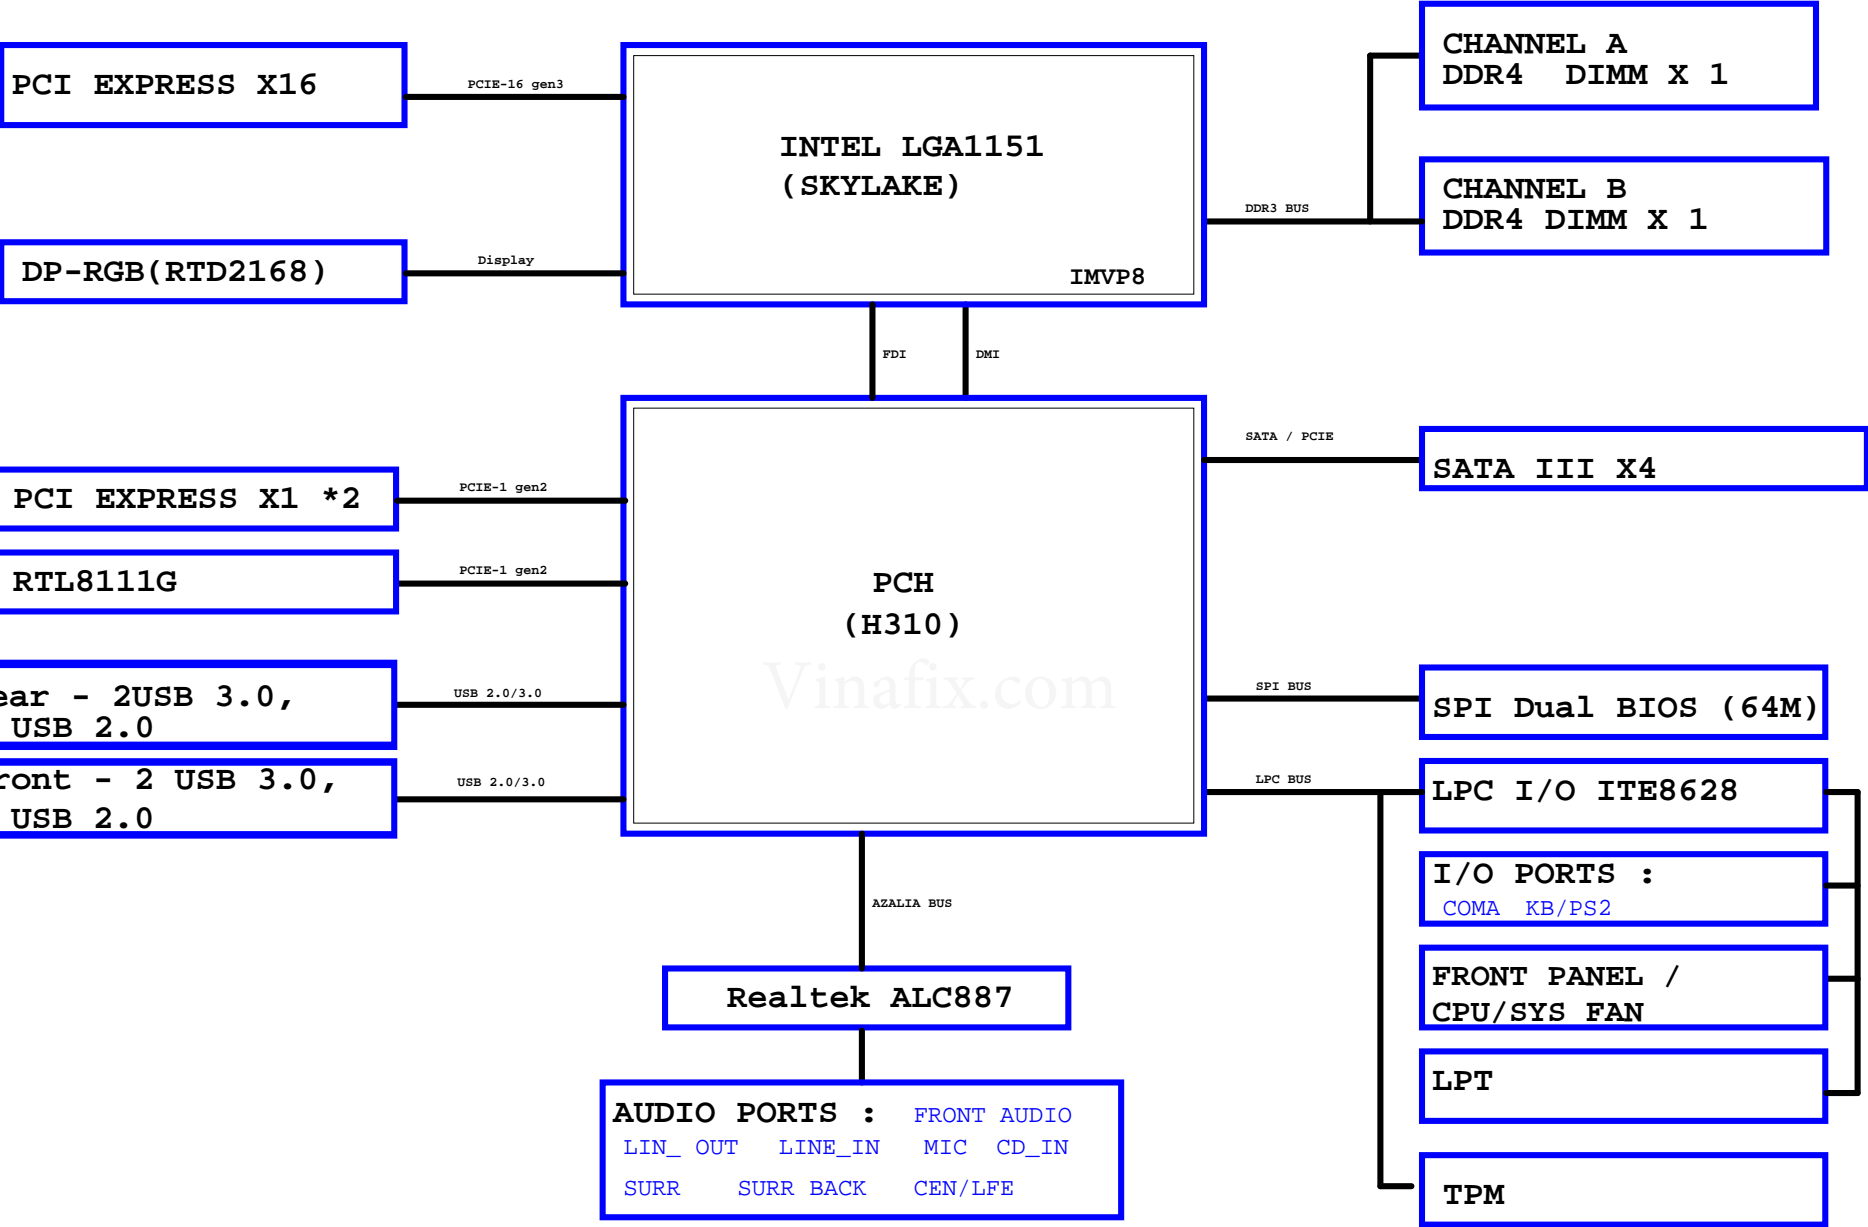 PCI EXPRESS X16
PCIE-16 gen3
INTEL LGA1151
(SKYLAKE)
IMVP8
CHANNEL A
DDR4 DIMM X 1
CHANNEL B
DDR4 DIMM X 1
DDR3 BUS
DP-RGB(RTD2168)
Display
FDI
DMI
PCI EXPRESS X1 *2
PCIE-1 gen2
RTL8111G
PCIE-1 gen2
ear - 2USB 3.0,
USB 2.0
USB 2.0/3.0
ront - 2 USB 3.0,
USB 2.0
USB 2.0/3.0
PCH
(H310)
Vinafix.com
SATA / PCIE
SATA III X4
SPI BUS
SPI Dual BIOS (64M)
LPC BUS
LPC I/O ITE8628
I/O PORTS :
COMA KB/PS2
FRONT PANEL /
CPU/SYS FAN
LPT
TPM
AZALIA BUS
Realtek ALC887
AUDIO PORTS : FRONT AUDIO
LIN_ OUT LINE_IN MIC CD_IN
SURR SURR BACK CEN/LFE